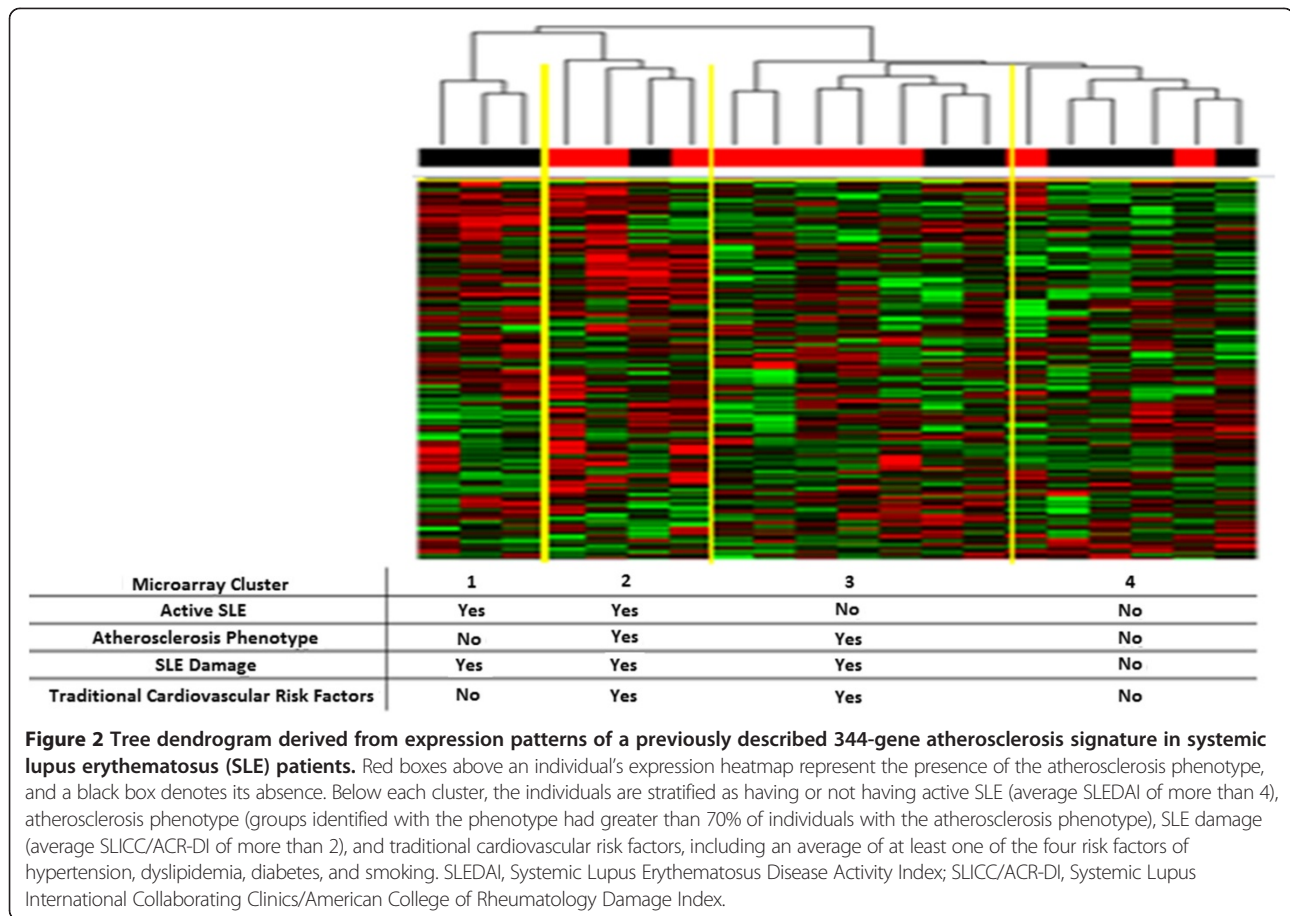 Microarray Cluster 1 2 3 4
Active SLE Yes Yes No No
Atherosclerosis Phenotype No Yes Yes No
SLE Damage Yes Yes Yes No
Traditional Cardiovascular Risk Factors No Yes Yes No
Figure 2 Tree dendrogram derived from expression patterns of a previously described 344-gene atherosclerosis signature in systemic
lupus erythematosus (SLE) patients. Red boxes above an individual's expression heatmap represent the presence of the atherosclerosis phenotype,
and a black box denotes its absence. Below each cluster, the individuals are stratified as having or not having active SLE (average SLEDAI of more than 4),
atherosclerosis phenotype (groups identified with the phenotype had greater than 70% of individuals with the atherosclerosis phenotype), SLE damage
(average SLICC/ACR-DI of more than 2), and traditional cardiovascular risk factors, including an average of at least one of the four risk factors of
hypertension, dyslipidemia, diabetes, and smoking. SLEDAI, Systemic Lupus Erythematosus Disease Activity Index; SLICC/ACR-DI, Systemic Lupus
International Collaborating Clinics/American College of Rheumatology Damage Index.